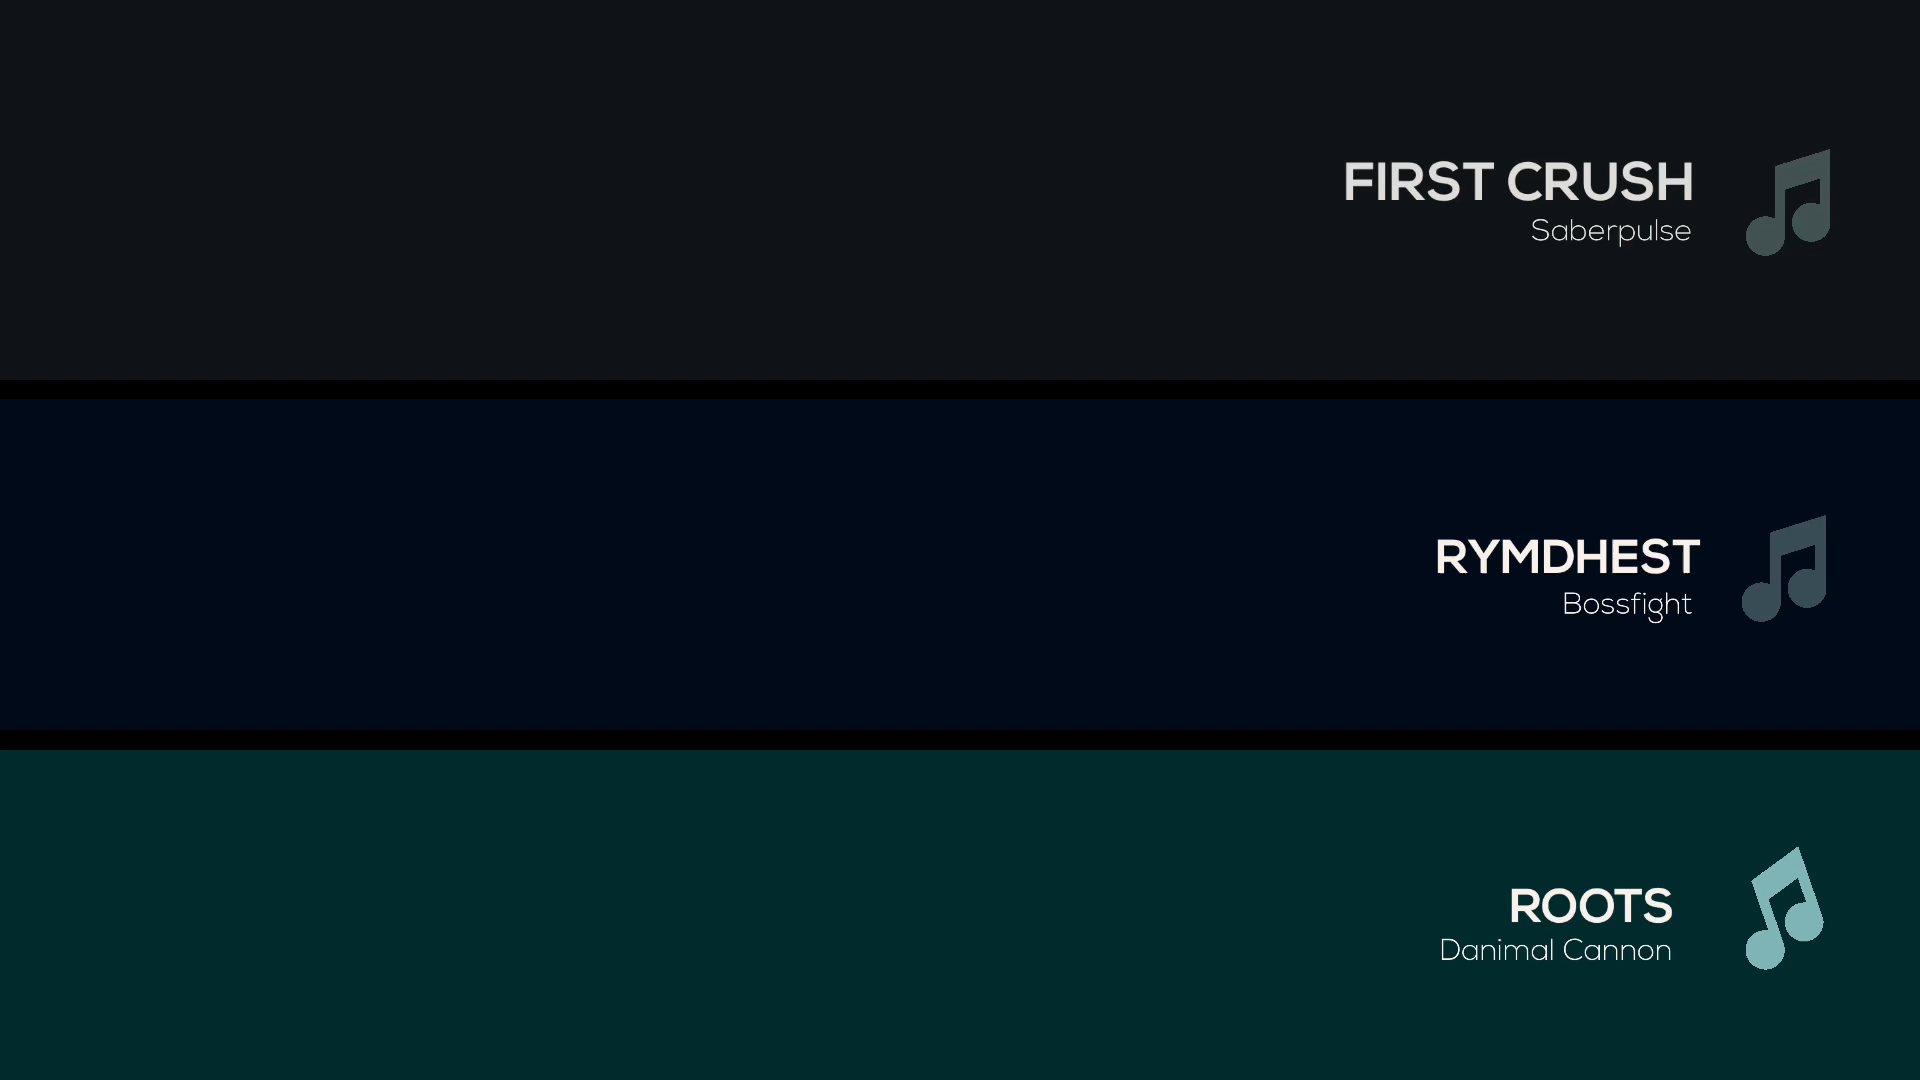 FIRST CRUSH
Saberpulse
RYMDHEST
Bossfight
ROOTS
Danimal Cannon